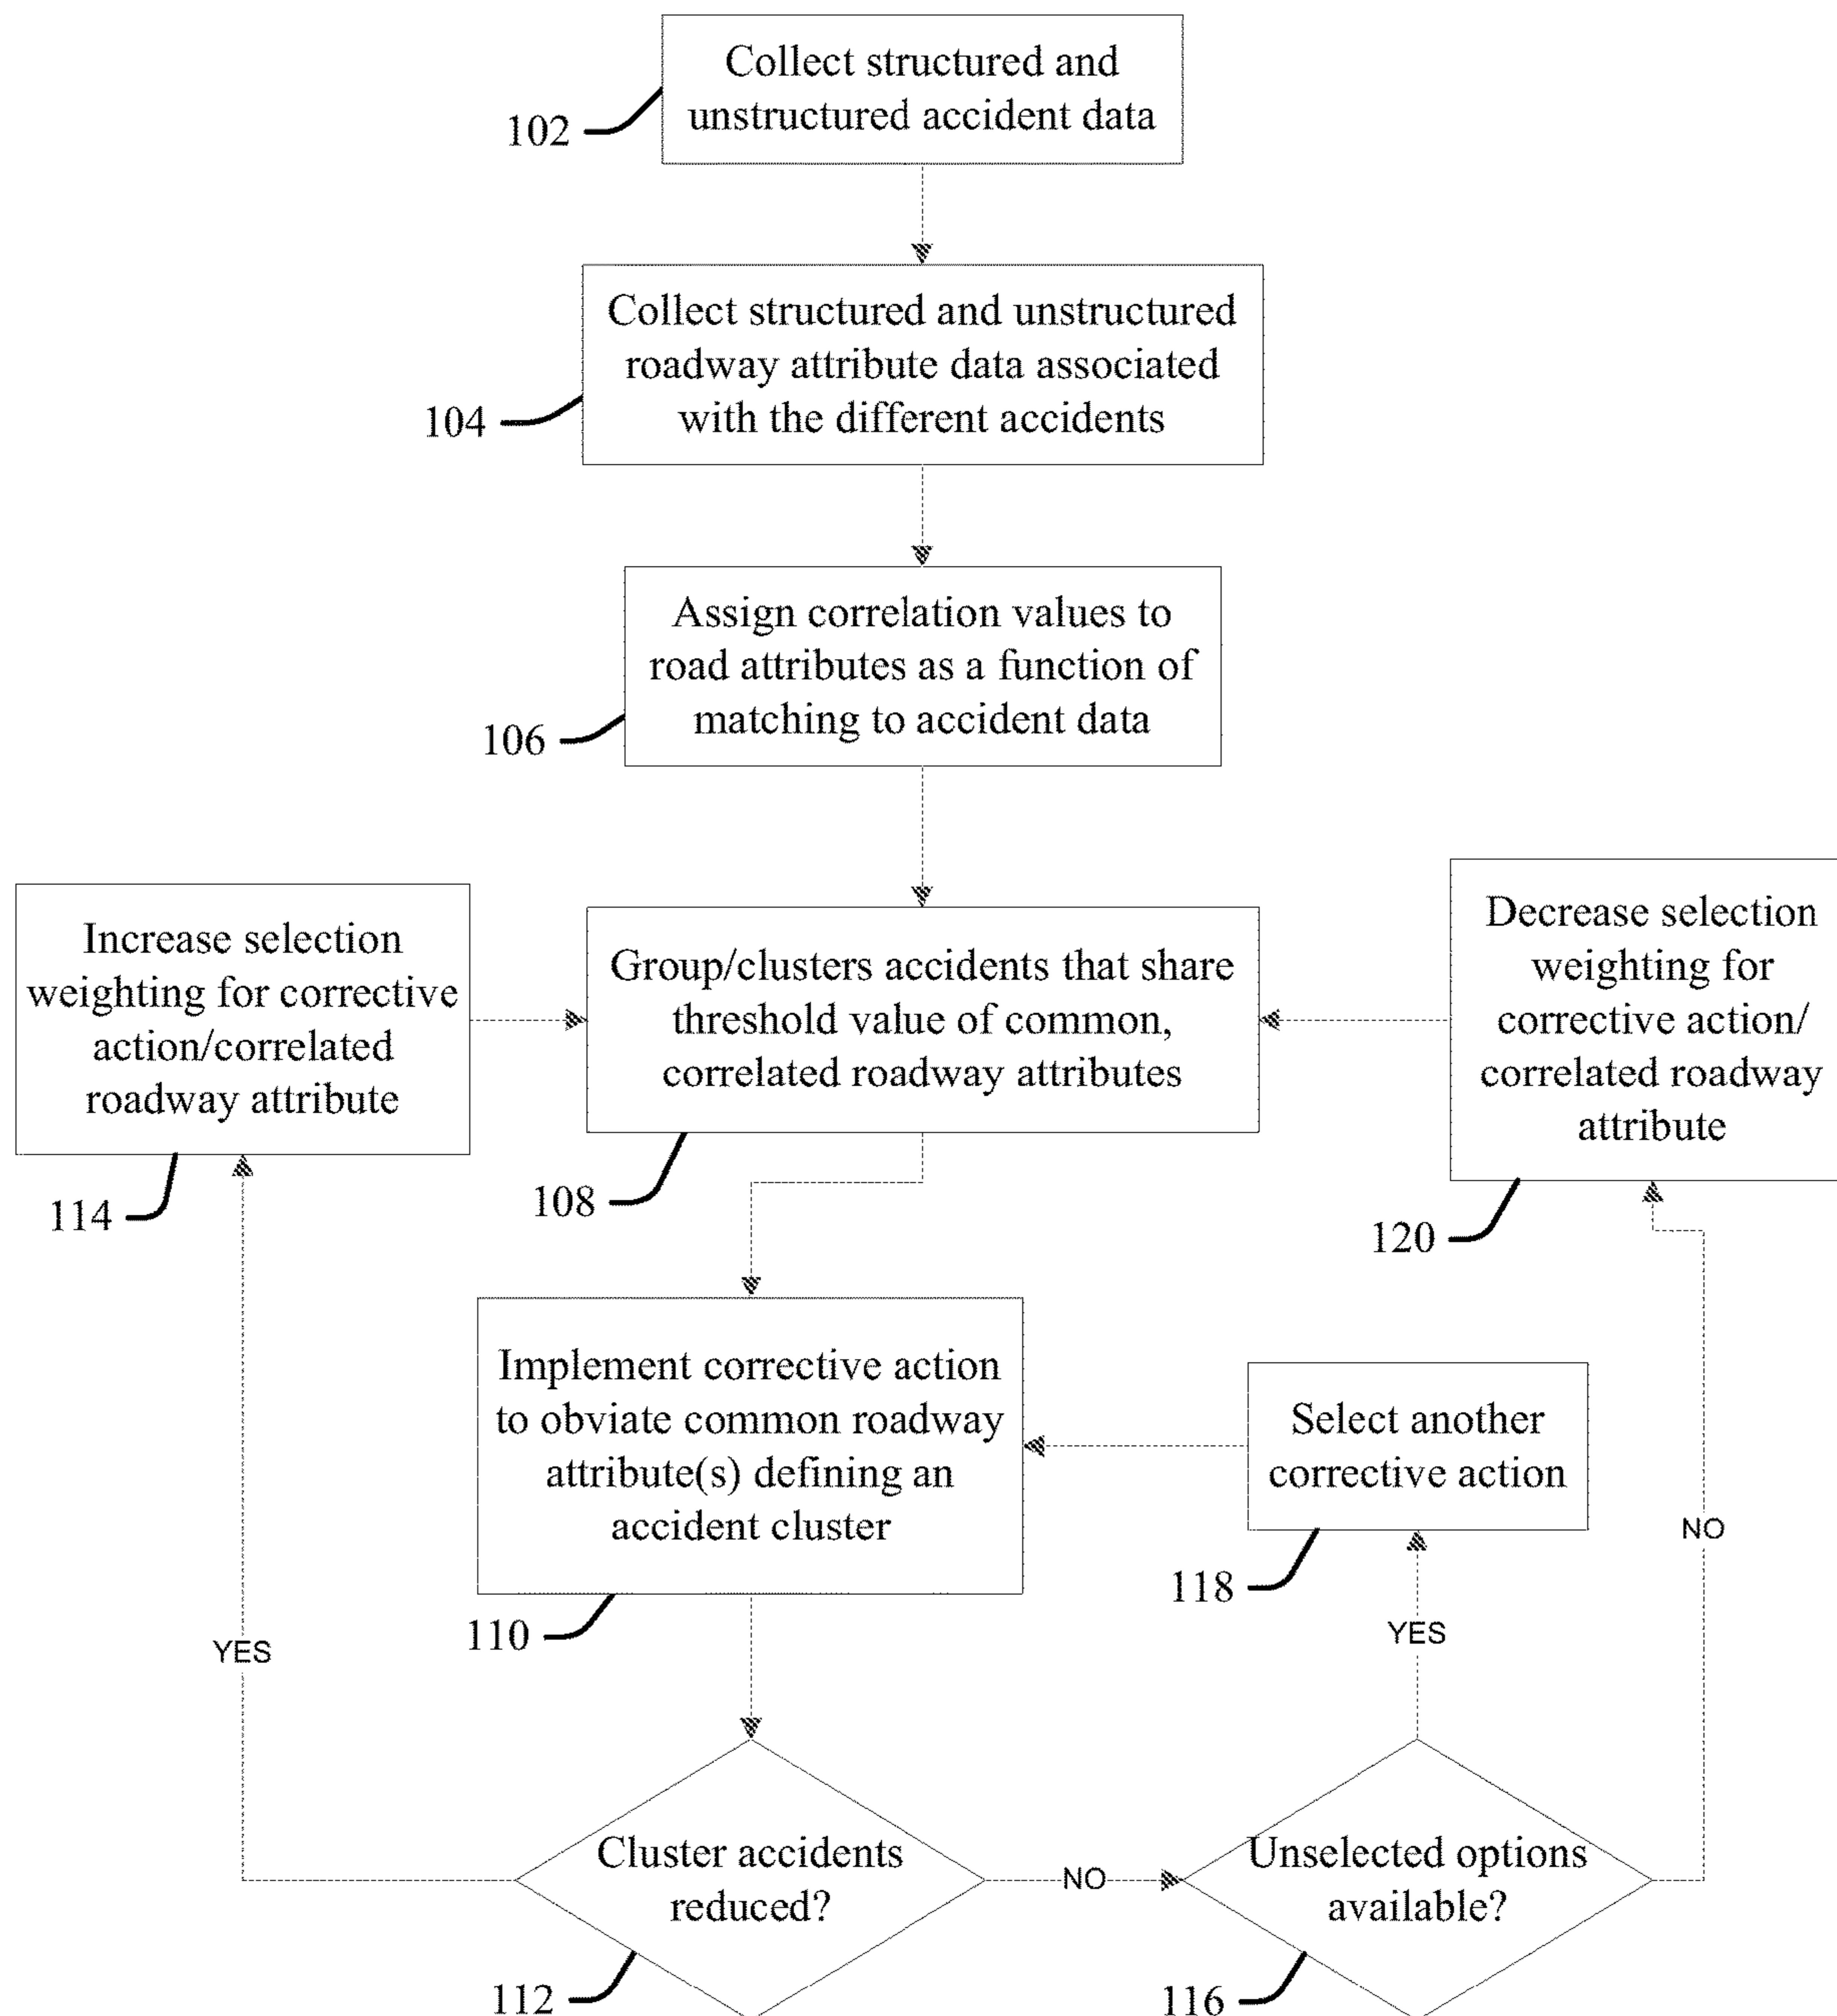 Collect structured and
unstructured accident data
102
Collect structured and unstructured
roadway attribute data associated
with the different accidents
104
Assign correlation values to
road attributes as a function of
matching to accident data
106
Increase selection
weighting for corrective
action/correlated
roadway attribute
114
Group/clusters accidents that share
threshold value of common,
correlated roadway attributes
108
Decrease selection
weighting for
corrective action/
correlated roadway
attribute
120
Implement corrective action
to obviate common roadway
attribute(s) defining an
accident cluster
110
Select another
corrective action
118
NO
YES
YES
Cluster accidents
reduced?
112
NO
Unselected options
available?
116